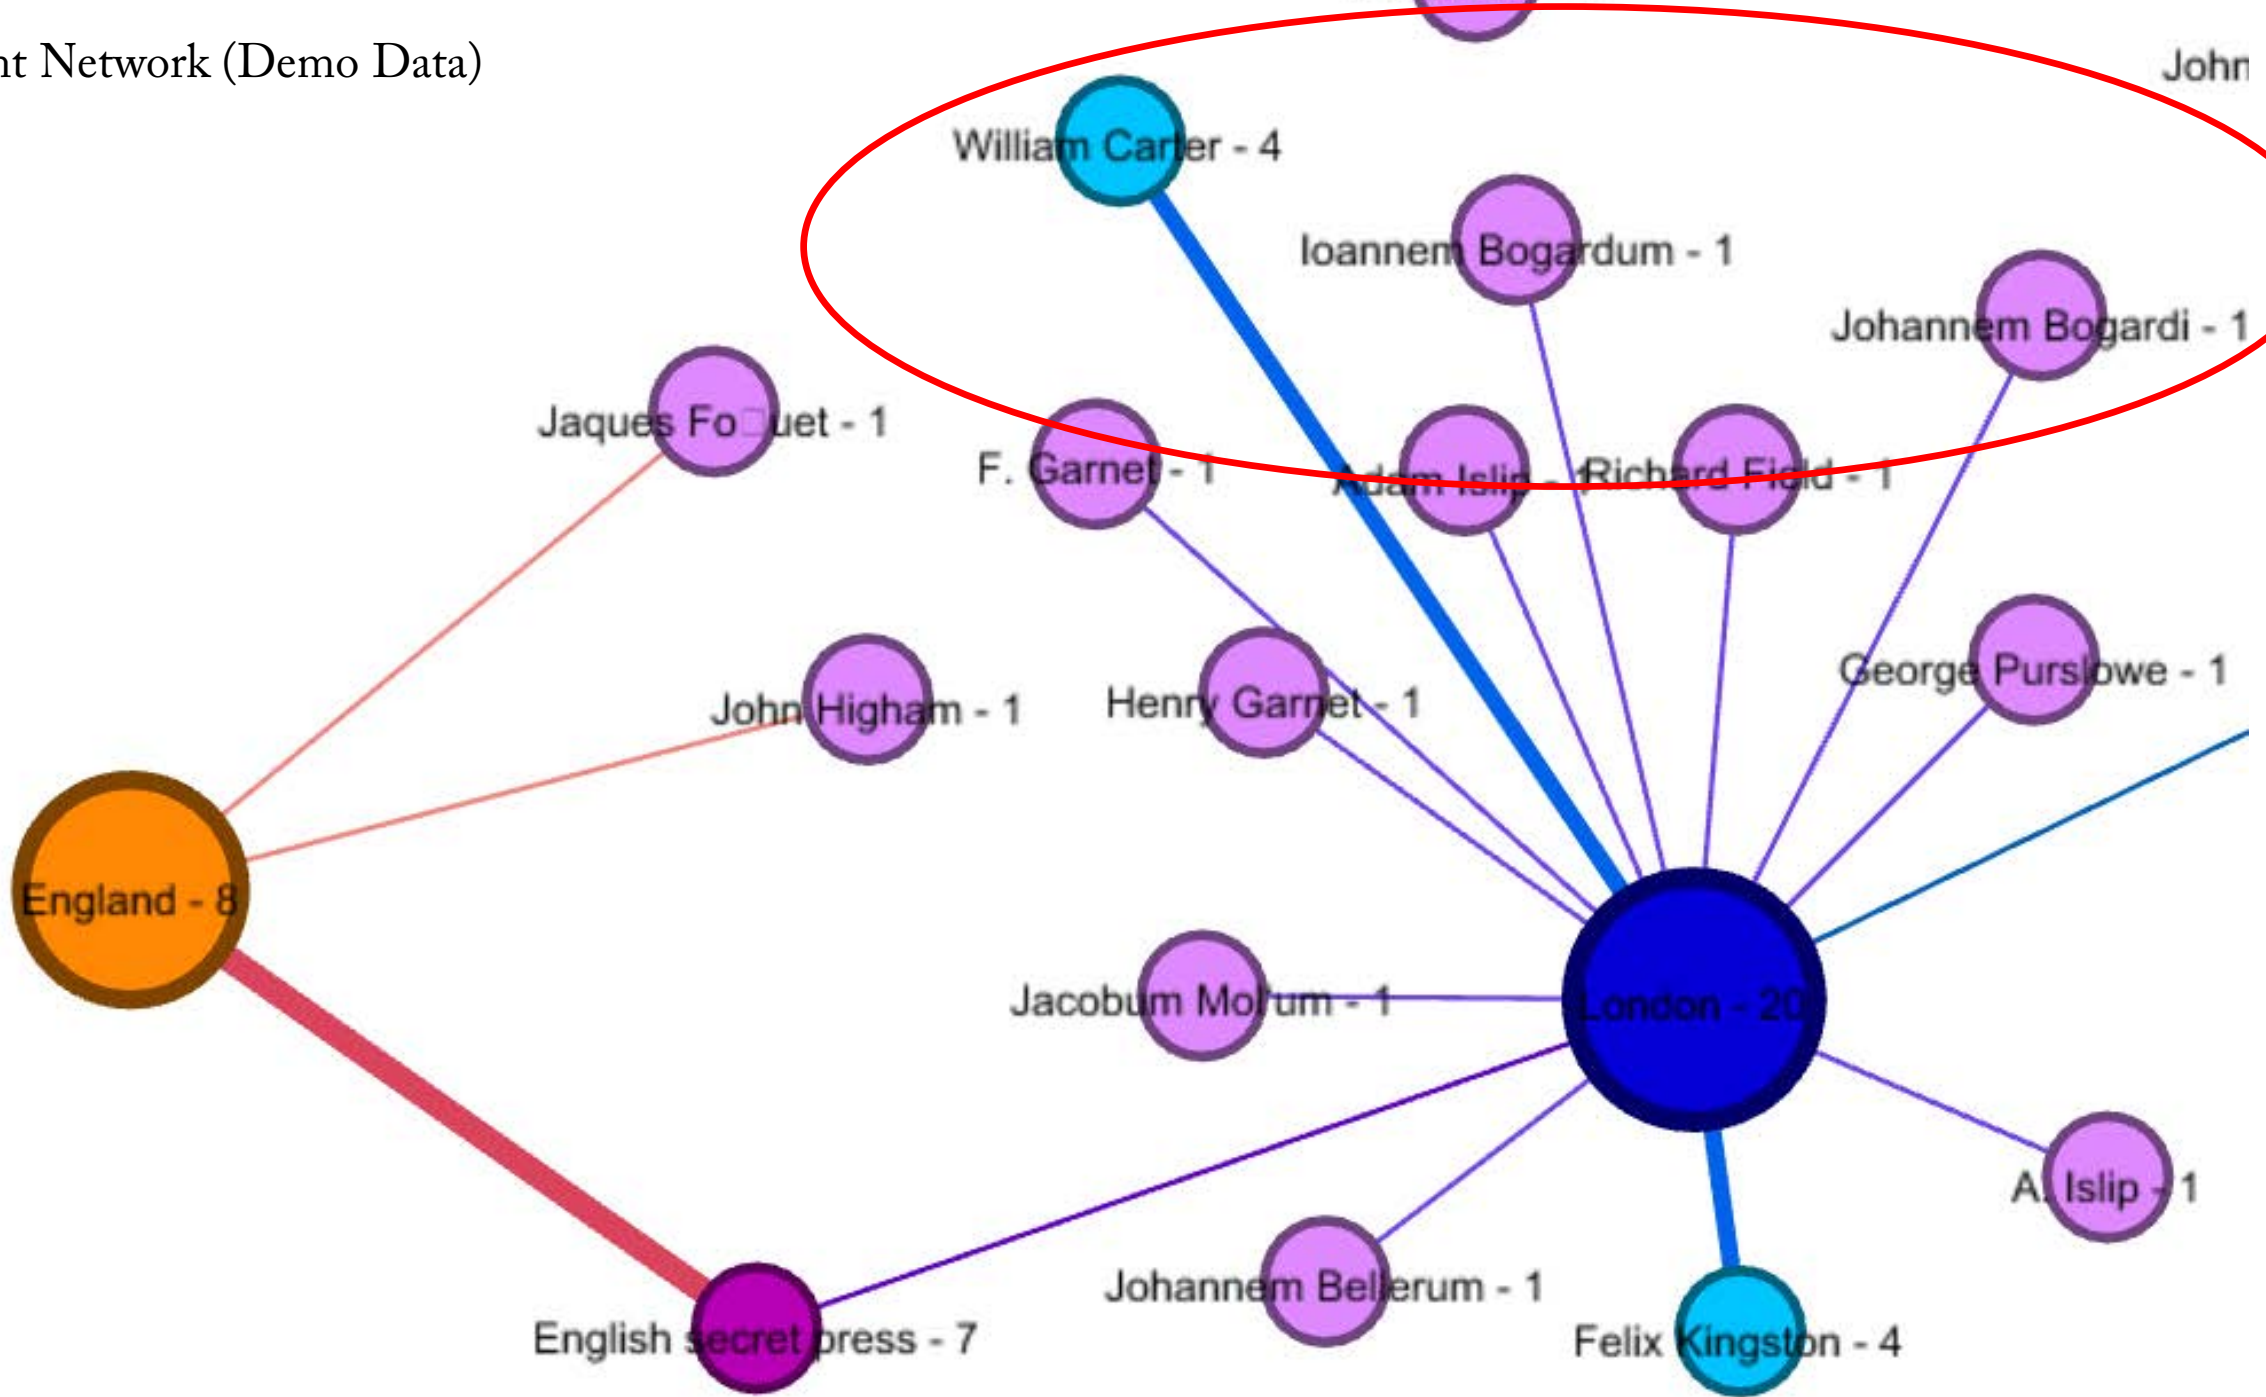 nt Network (Demo Data)
John
William Carter - 4
Ioannem Bogardum - 1
Johannem Bogardi - 1
Jaques Fo□uet - 1
F. Garnet - 1
Adam Islip - 1
Richard Field - 1
George Purslowe - 1
John Higham - 1
Henry Garnet - 1
England - 8
Jacobum - 1
London - 20
A. Islip - 1
Johannem Bellerum - 1
English secret press - 7
Felix Kingston - 4